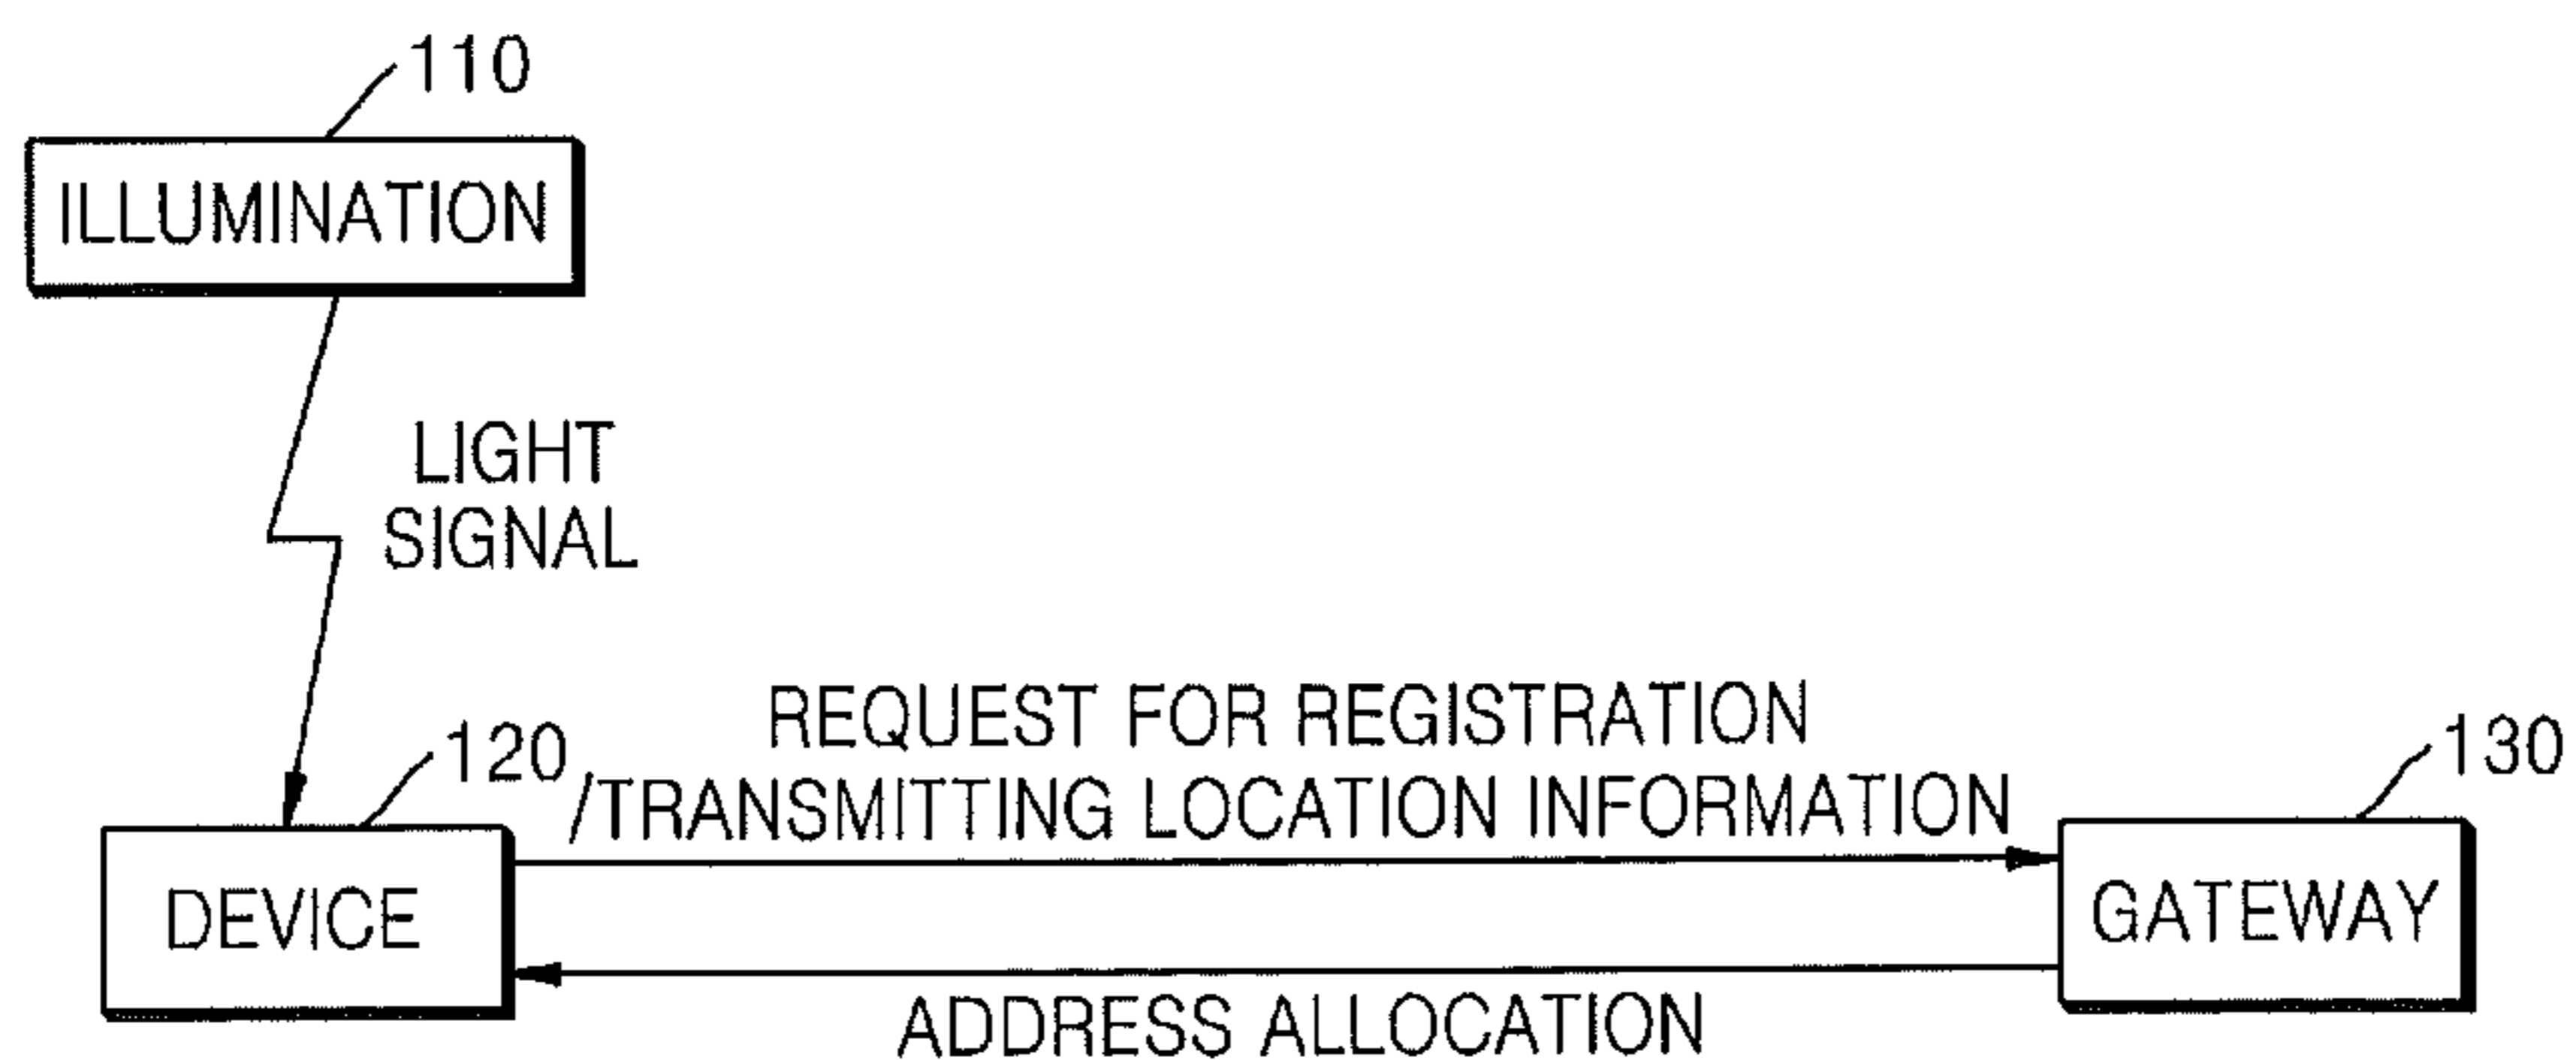 110
ILLUMINATION
LIGHT
SIGNAL
120
REQUEST FOR REGISTRATION
/TRANSMITTING LOCATION INFORMATION
130
DEVICE
GATEWAY
ADDRESS ALLOCATION